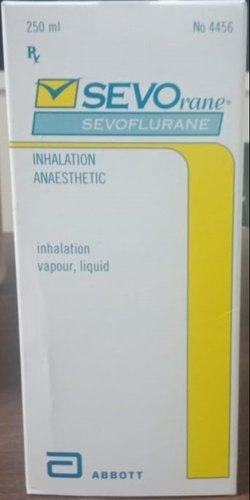 250 ml No 4456
Rx
SEVOrane®
SEVOFLURANE
INHALATION
ANAESTHETIC
inhalation
vapour, liquid
ABBOTT